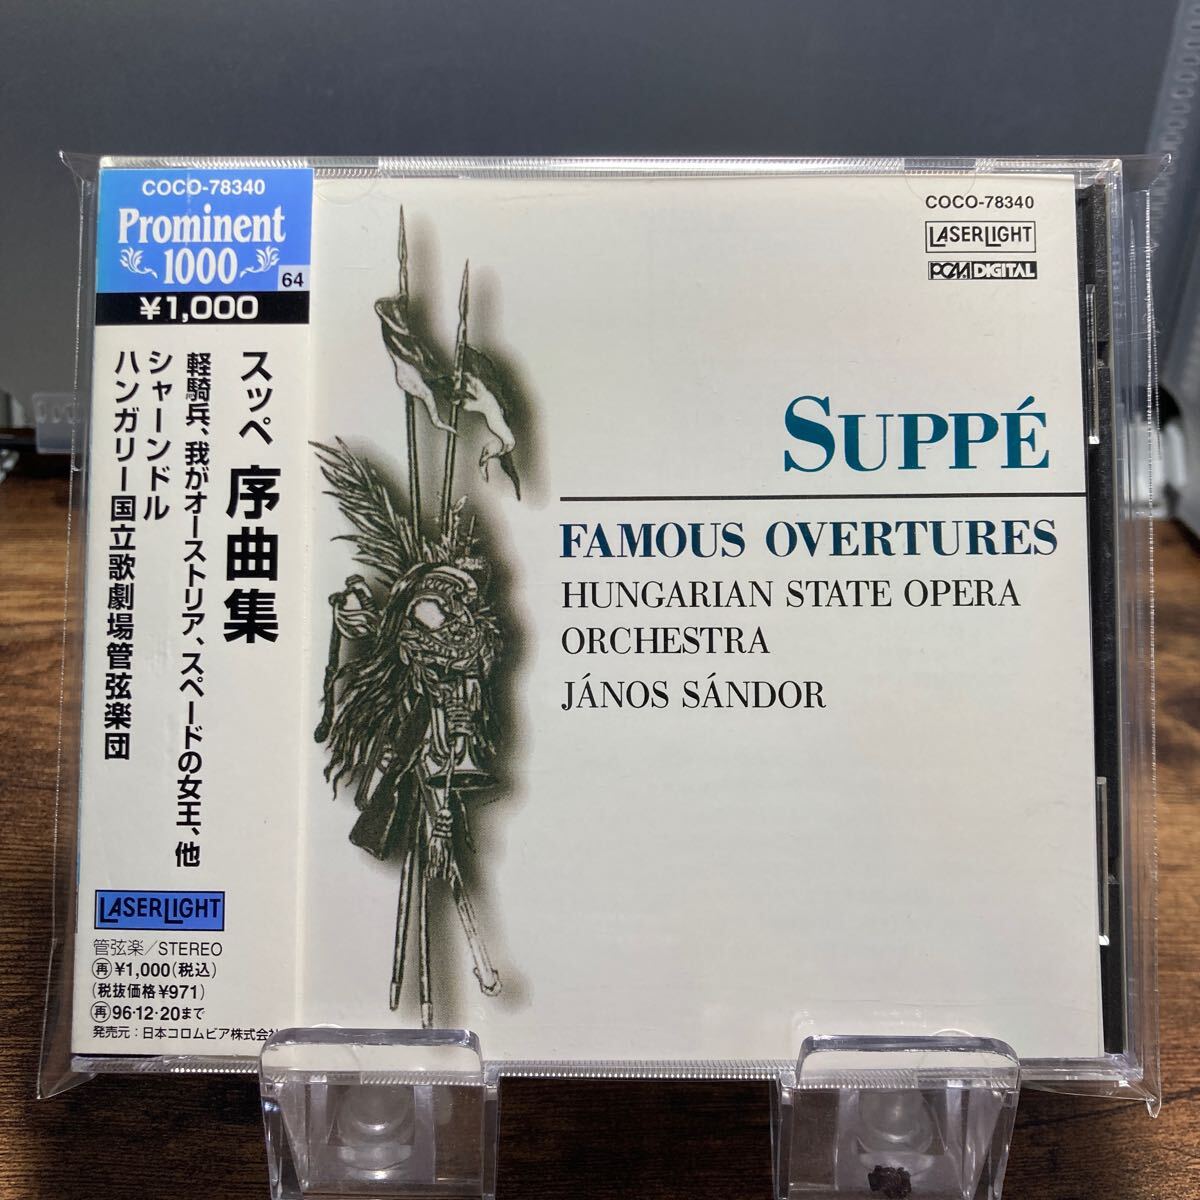 COCO-78340
Prominent
1000
64
¥1,000
スッペ 序曲集
軽騎兵、我がオーストリア、スペードの女王、他
シャーンドル
ハンガリー国立歌劇場管弦楽団
LASERLIGHT
管弦楽/STEREO
再¥1,000(税込)
(税抜価格¥971)
再96・12・20まで
発売元:日本コロムビア株式会
COCO-78340
LASERLIGHT
PCM DIGITAL
SUPPÉ
FAMOUS OVERTURES
HUNGARIAN STATE OPERA
ORCHESTRA
JÁNOS SÁNDOR